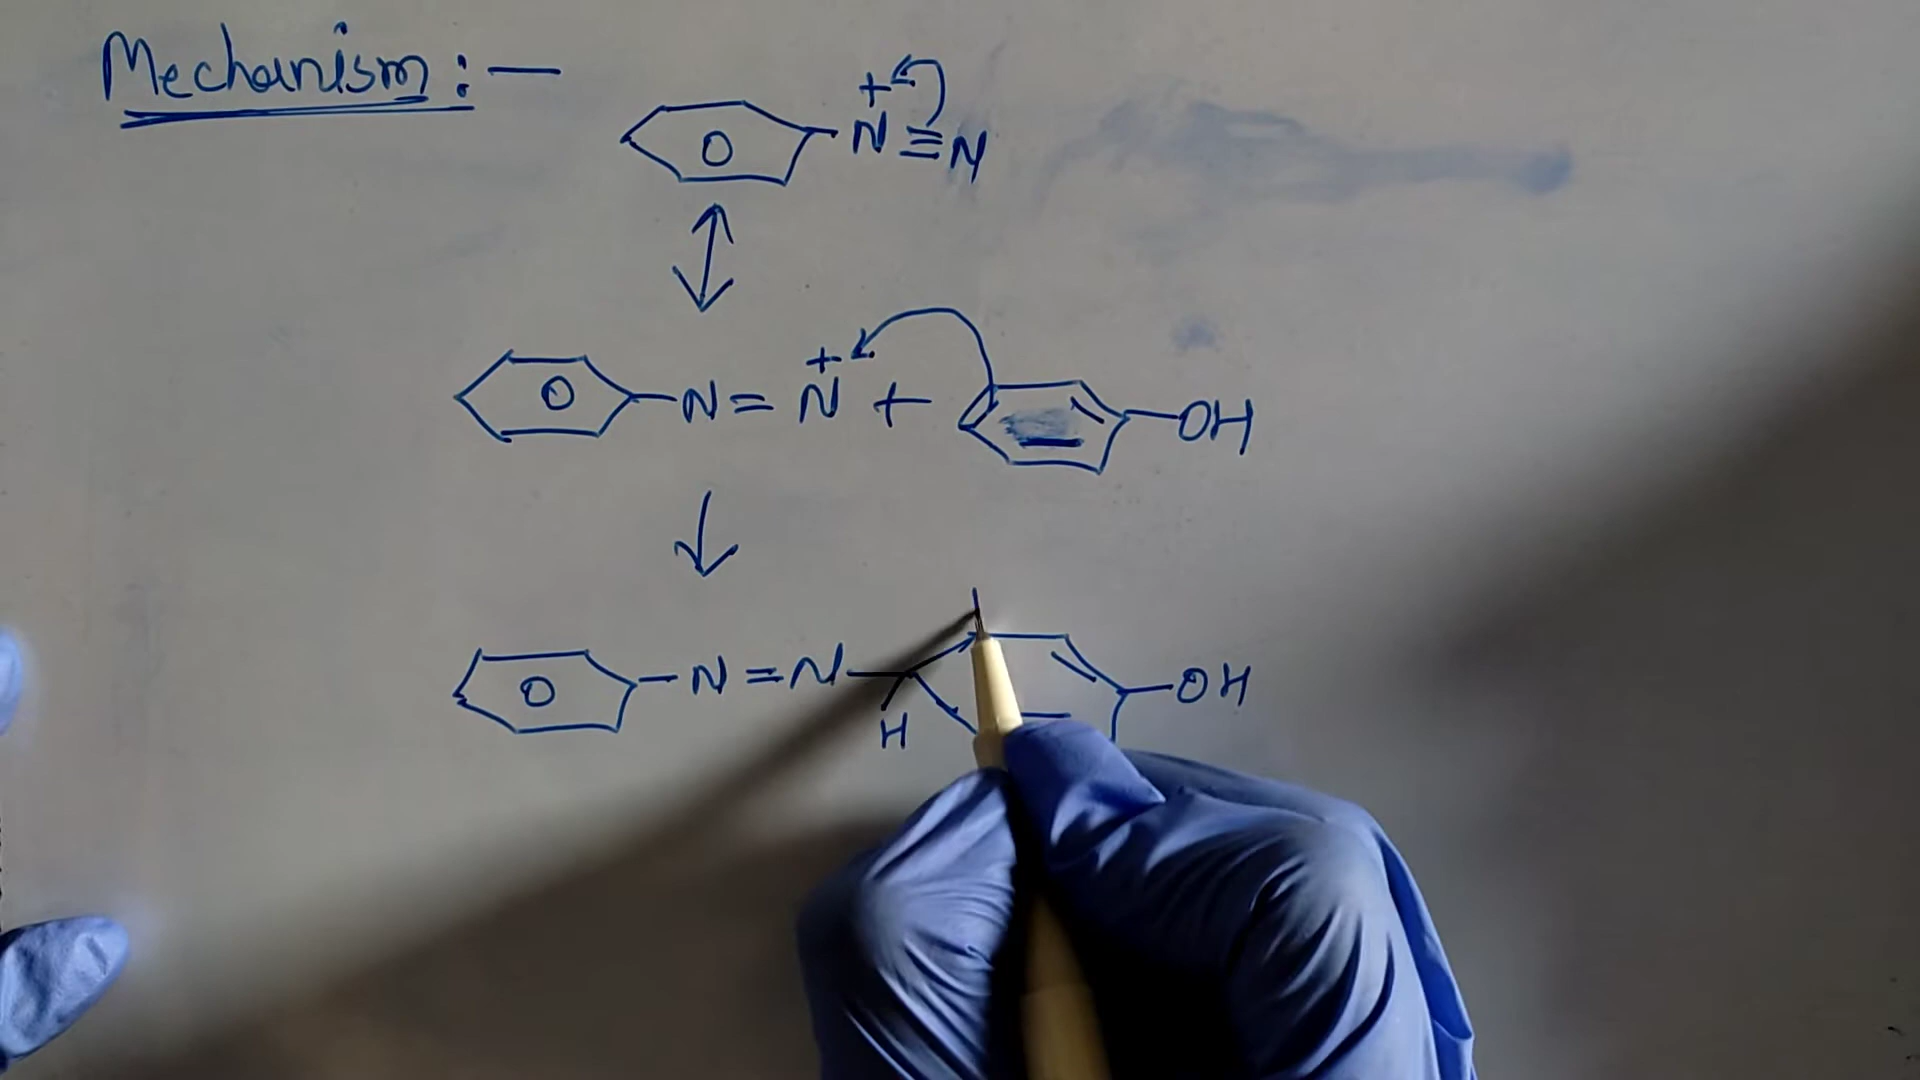 Mechanism:—
+
N≡N
+
N=N + OH
N=N OH
H